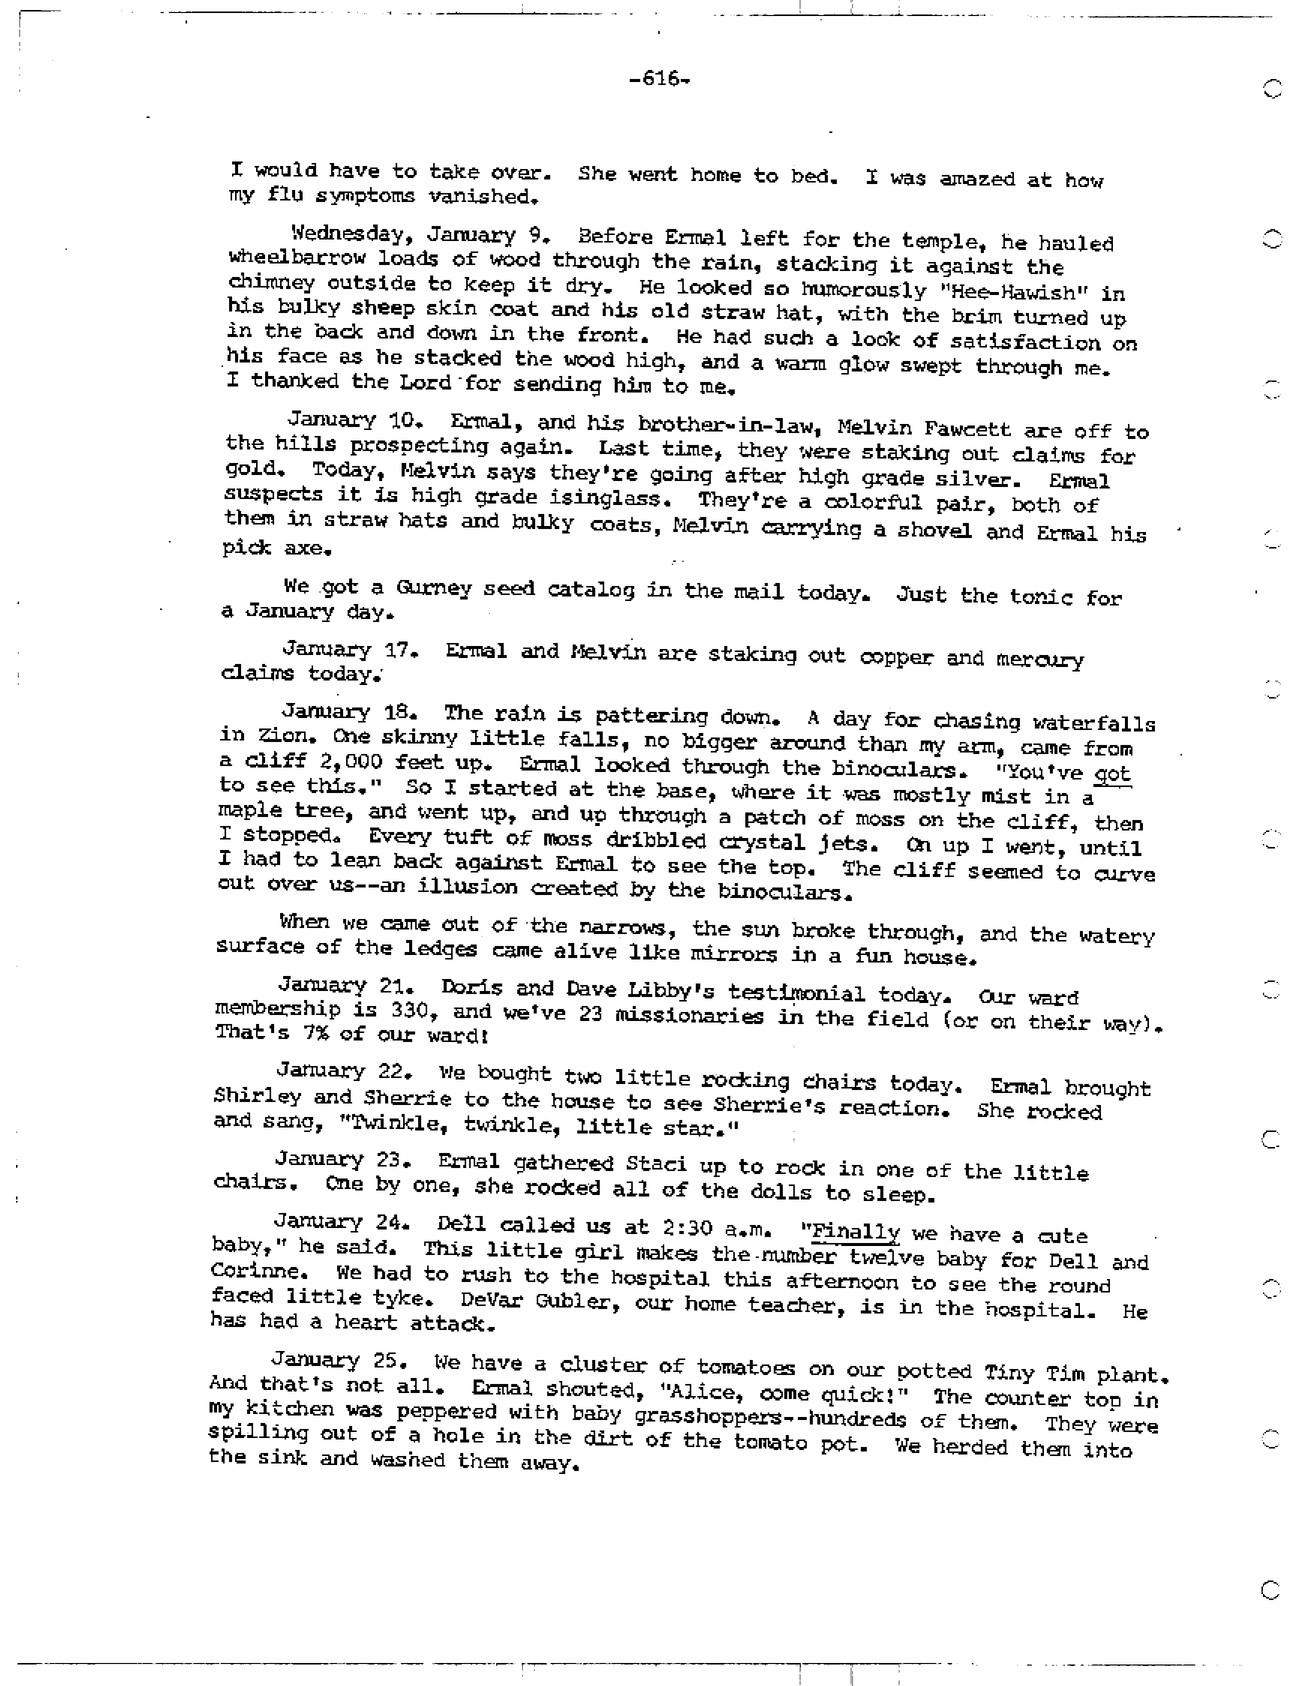 -616-
I would have to take over. She went home to bed. I was amazed at how
my flu symptoms vanished.
Wednesday, January 9. Before Ermal left for the temple, he hauled
wheelbarrow loads of wood through the rain, stacking it against the
chimney outside to keep it dry. He looked so humorously "Hee-Hawish" in
his bulky sheep skin coat and his old straw hat, with the brim turned up
in the back and down in the front. He had such a look of satisfaction on
his face as he stacked the wood high, and a warm glow swept through me.
I thanked the Lord for sending him to me.
January 10. Ermal, and his brother-in-law, Melvin Fawcett are off to
the hills prospecting again. Last time, they were staking out claims for
gold. Today, Melvin says they're going after high grade silver. Ermal
suspects it is high grade isinglass. They're a colorful pair, both of
them in straw hats and bulky coats, Melvin carrying a shovel and Ermal his
pick axe.
We got a Gurney seed catalog in the mail today. Just the tonic for
a January day.
January 17. Ermal and Melvin are staking out copper and mercury
claims today.
January 18. The rain is pattering down. A day for chasing waterfalls
in Zion. One skinny little falls, no bigger around than my arm, came from
a cliff 2,000 feet up. Ermal looked through the binoculars. "You've got
to see this." So I started at the base, where it was mostly mist in a
maple tree, and went up, and up through a patch of moss on the cliff, then
I stopped. Every tuft of moss dribbled crystal jets. On up I went, until
I had to lean back against Ermal to see the top. The cliff seemed to curve
out over us--an illusion created by the binoculars.
When we came out of the narrows, the sun broke through, and the watery
surface of the ledges came alive like mirrors in a fun house.
January 21. Doris and Dave Libby's testimonial today. Our ward
membership is 330, and we've 23 missionaries in the field (or on their way).
That's 7% of our ward!
January 22. We bought two little rocking chairs today. Ermal brought
Shirley and Sherrie to the house to see Sherrie's reaction. She rocked
and sang, "Twinkle, twinkle, little star."
January 23. Ermal gathered Staci up to rock in one of the little
chairs. One by one, she rocked all of the dolls to sleep.
January 24. Dell called us at 2:30 a.m. "Finally we have a cute
baby," he said. This little girl makes the number twelve baby for Dell and
Corinne. We had to rush to the hospital this afternoon to see the round
faced little tyke. DeVar Gubler, our home teacher, is in the hospital. He
has had a heart attack.
January 25. We have a cluster of tomatoes on our potted Tiny Tim plant.
And that's not all. Ermal shouted, "Alice, come quick!" The counter top in
my kitchen was peppered with baby grasshoppers--hundreds of them. They were
spilling out of a hole in the dirt of the tomato pot. We herded them into
the sink and washed them away.